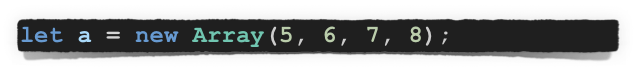 let a = new Array(5, 6, 7, 8);